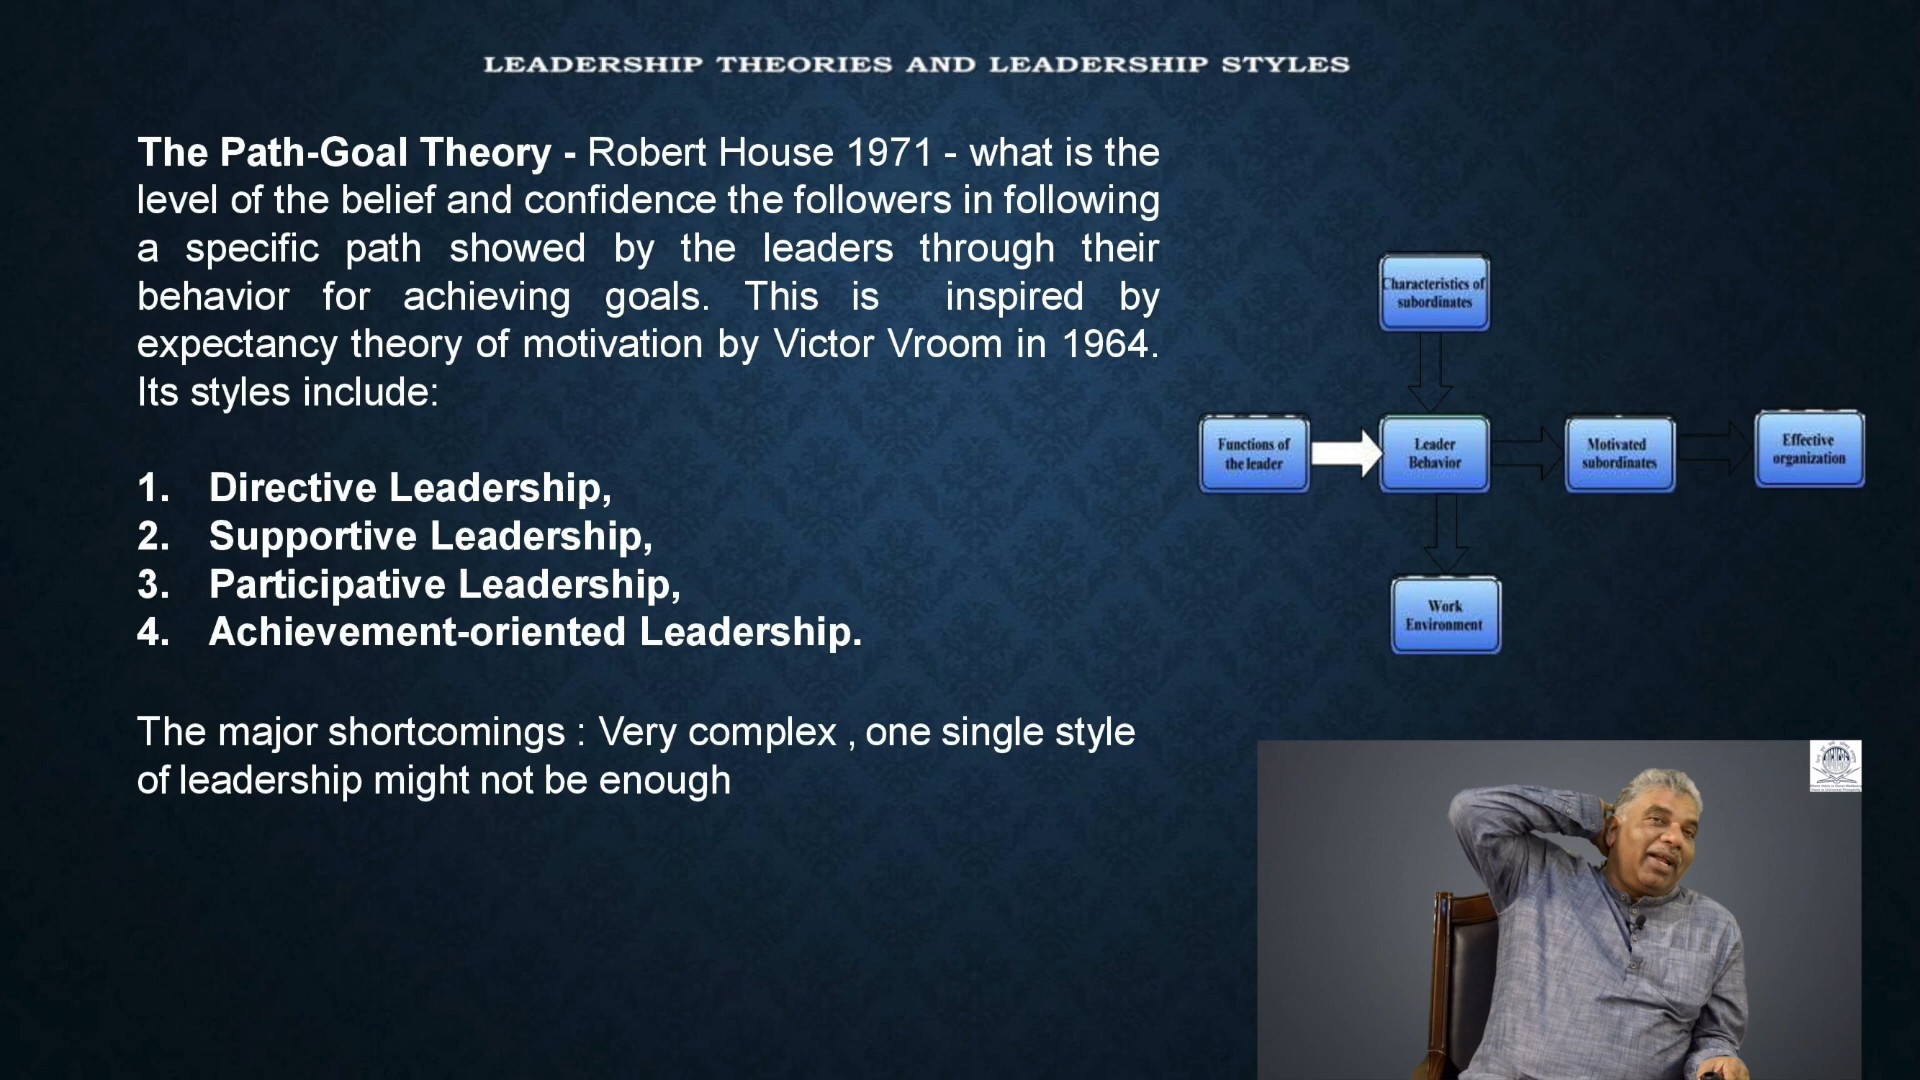 LEADERSHIP THEORIES AND LEADERSHIP STYLES
The Path-Goal Theory - Robert House 1971 - what is the
level of the belief and confidence the followers in following
a specific path showed by the leaders through their
behavior for achieving goals. This is inspired by
expectancy theory of motivation by Victor Vroom in 1964.
Its styles include:
1. Directive Leadership,
2. Supportive Leadership,
3. Participative Leadership,
4. Achievement-oriented Leadership.
The major shortcomings : Very complex , one single style
of leadership might not be enough
Characteristics of
subordinates
Functions of
the leader
Leader
Behavior
Motivated
subordinates
Effective
organization
Work
Environment